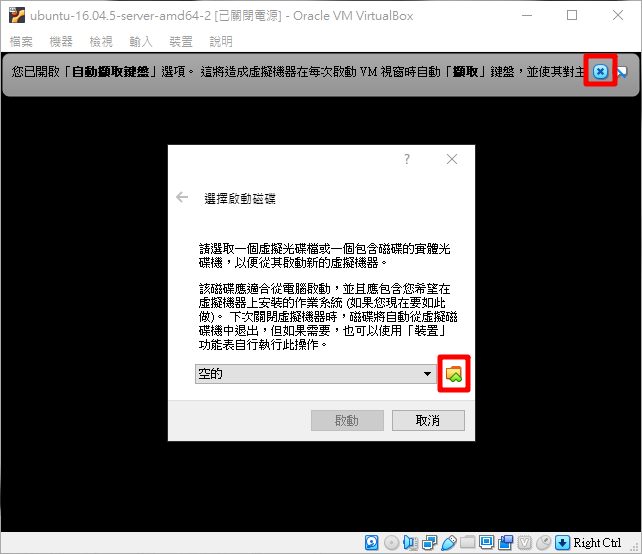 ubuntu-16.04.5-server-amd64-2 [已關閉電源] - Oracle VM VirtualBox
檔案 機器 檢視 輸入 裝置 說明
您已開啟「自動擷取鍵盤」選項。 這將造成虛擬機器在每次啟動 VM 視窗時自動「擷取」鍵盤，並使其對主
?
選擇啟動磁碟
請選取一個虛擬光碟檔或一個包含磁碟的實體光
碟機，以便從其啟動新的虛擬機器。
該磁碟應適合從電腦啟動，並且應包含您希望在
虛擬機器上安裝的作業系統 (如果您現在要如此
做)。 下次關閉虛擬機器時，磁碟將自動從虛擬磁
碟機中退出，但如果需要，也可以使用「裝置」
功能表自行執行此操作。
空的
啟動 取消
Right Ctrl